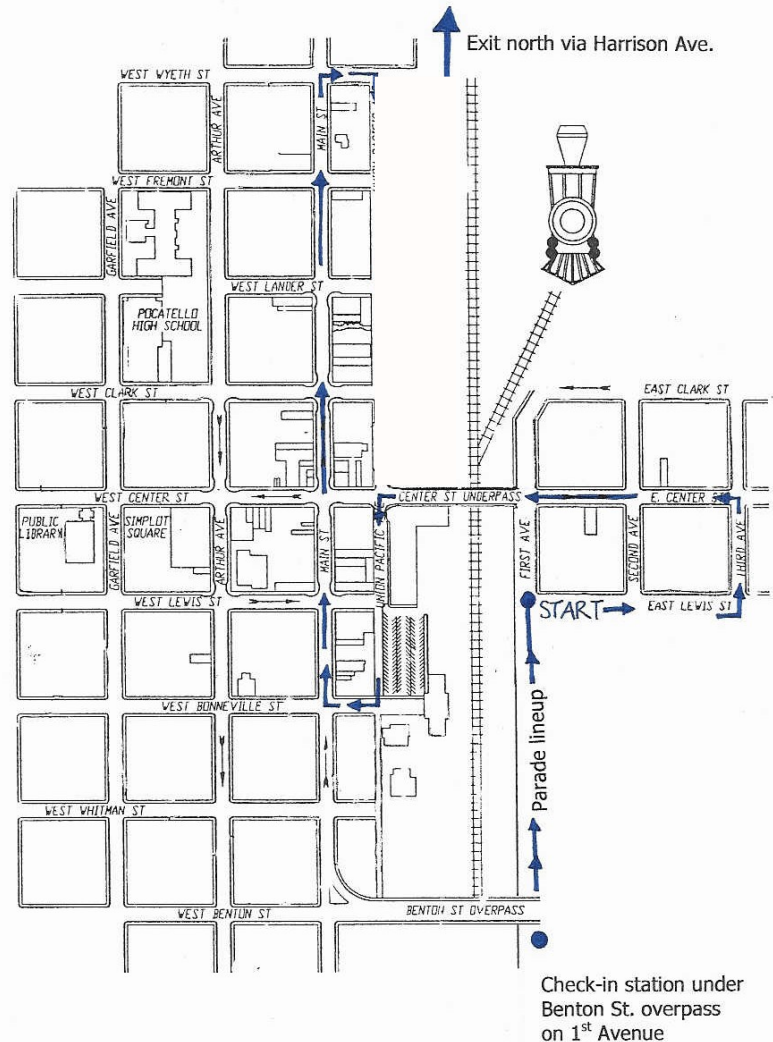 Exit north via Harrison Ave.
WEST WYETH ST
ARTHUR AVE
MAIN ST
WEST FREMONT ST
GARFIELD AVE
WEST LANDER ST
POCATELLO
HIGH SCHOOL
WEST CLARK ST
EAST CLARK ST
WEST CENTER ST
CENTER ST UNDERPASS
E. CENTER
PUBLIC
LIBRARY
GARFIELD AVE
SIMPLOT
SQUARE
ARTHUR AVE
MAIN ST
UNION PACIFIC
FIRST AVE
SECOND AVE
THIRD AVE
WEST LEWIS ST
START
EAST LEWIS ST
WEST BONNEVILLE ST
Parade lineup
WEST WHITMAN ST
WEST BENTON ST
BENTON ST OVERPASS
Check-in station under
Benton St. overpass
on 1st Avenue